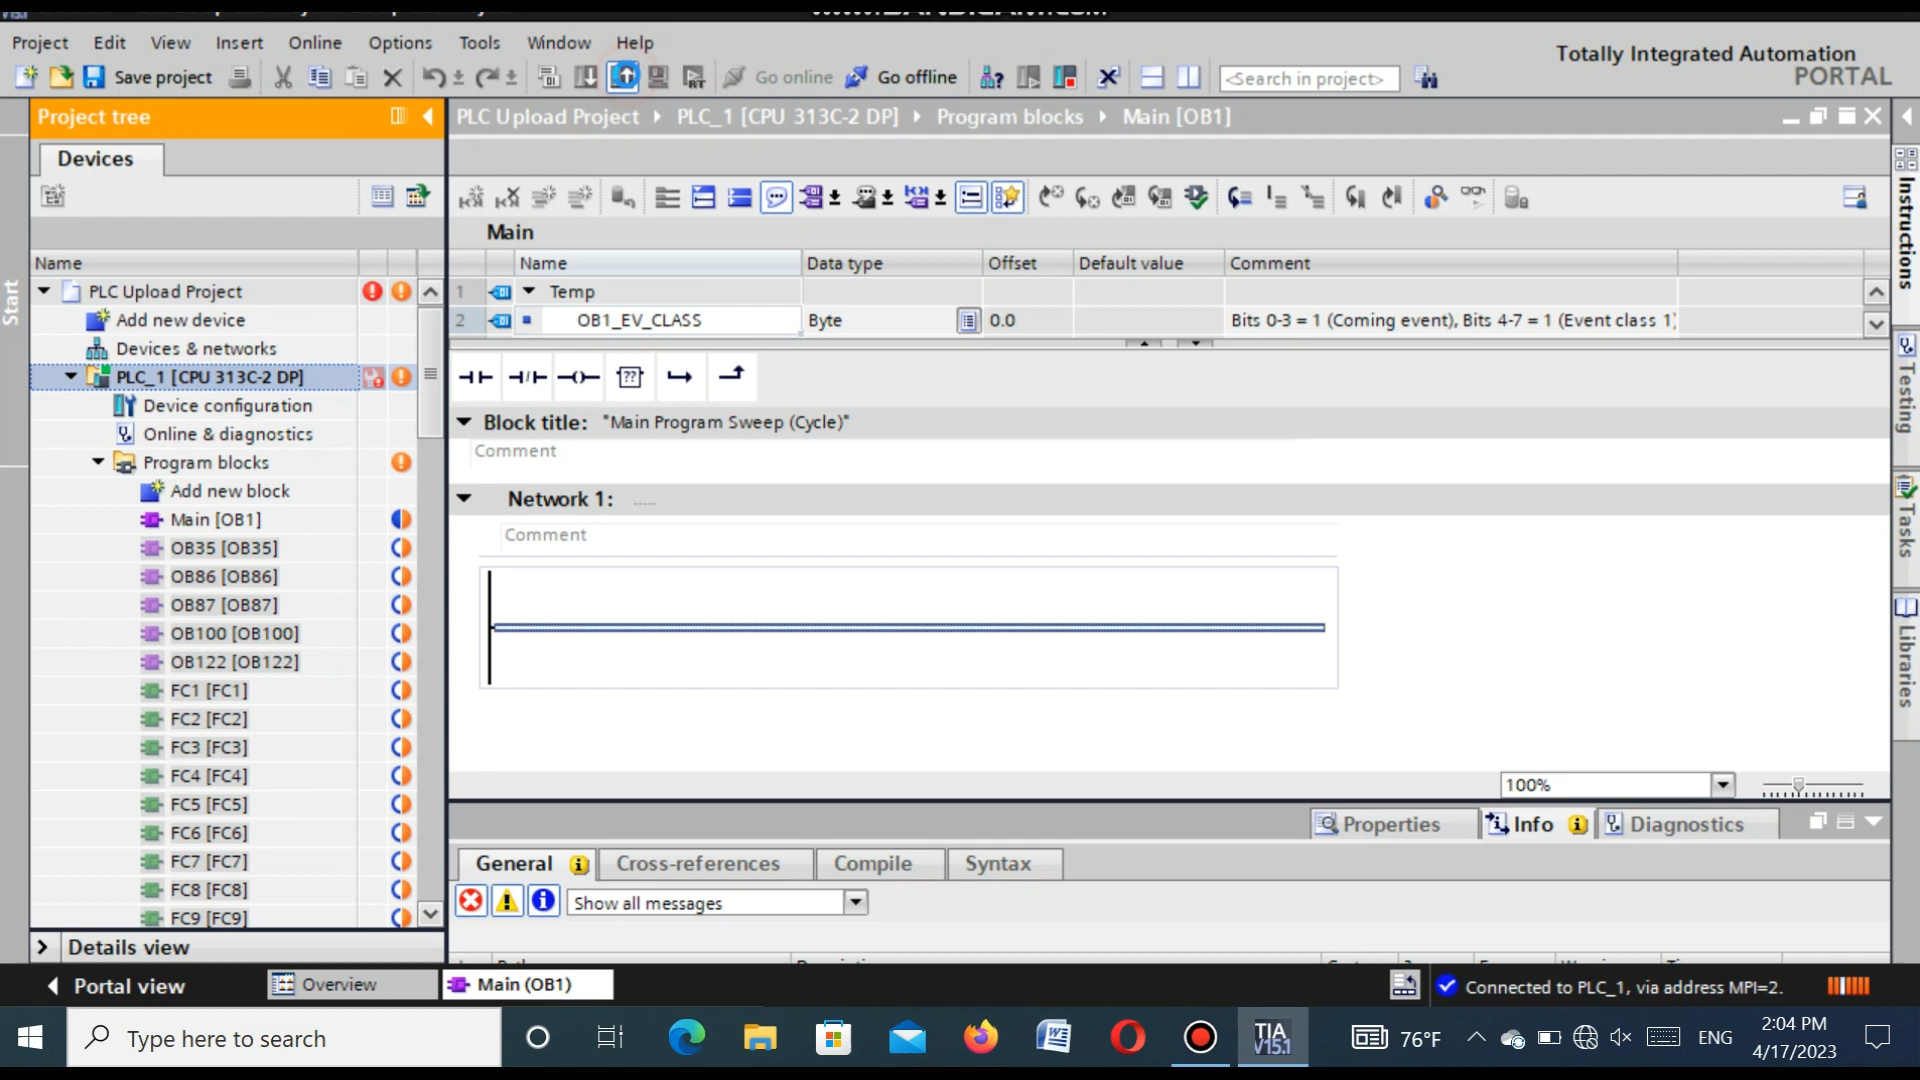 Project Edit View Insert Online Options Tools Window Help
Totally Integrated Automation
PORTAL
Save project
Go online Go offline
<Search in project>
Project tree
PLC Upload Project PLC_1 [CPU 313C-2 DP] Program blocks Main [OB1]
Devices
Main
Name
Name Data type Offset Default value Comment
PLC Upload Project
1 Temp
Add new device
2 OB1_EV_CLASS Byte 0.0 Bits 0-3 = 1 (Coming event), Bits 4-7 = 1 (Event class 1)
Devices & networks
PLC_1 [CPU 313C-2 DP]
Device configuration
Online & diagnostics
Program blocks
Add new block
Main [OB1]
OB35 [OB35]
OB86 [OB86]
OB87 [OB87]
OB100 [OB100]
OB122 [OB122]
FC1 [FC1]
FC2 [FC2]
FC3 [FC3]
FC4 [FC4]
FC5 [FC5]
FC6 [FC6]
FC7 [FC7]
FC8 [FC8]
FC9 [FC9]
Details view
??
Block title: "Main Program Sweep (Cycle)"
Comment
Network 1: .....
Comment
100%
Properties Info Diagnostics
General Cross-references Compile Syntax
Show all messages
Start
Instructions
Testing
Tasks
Libraries
Portal view Overview Main (OB1)
Connected to PLC_1, via address MPI=2.
Type here to search
TIA
V15.1
76°F
ENG
2:04 PM
4/17/2023